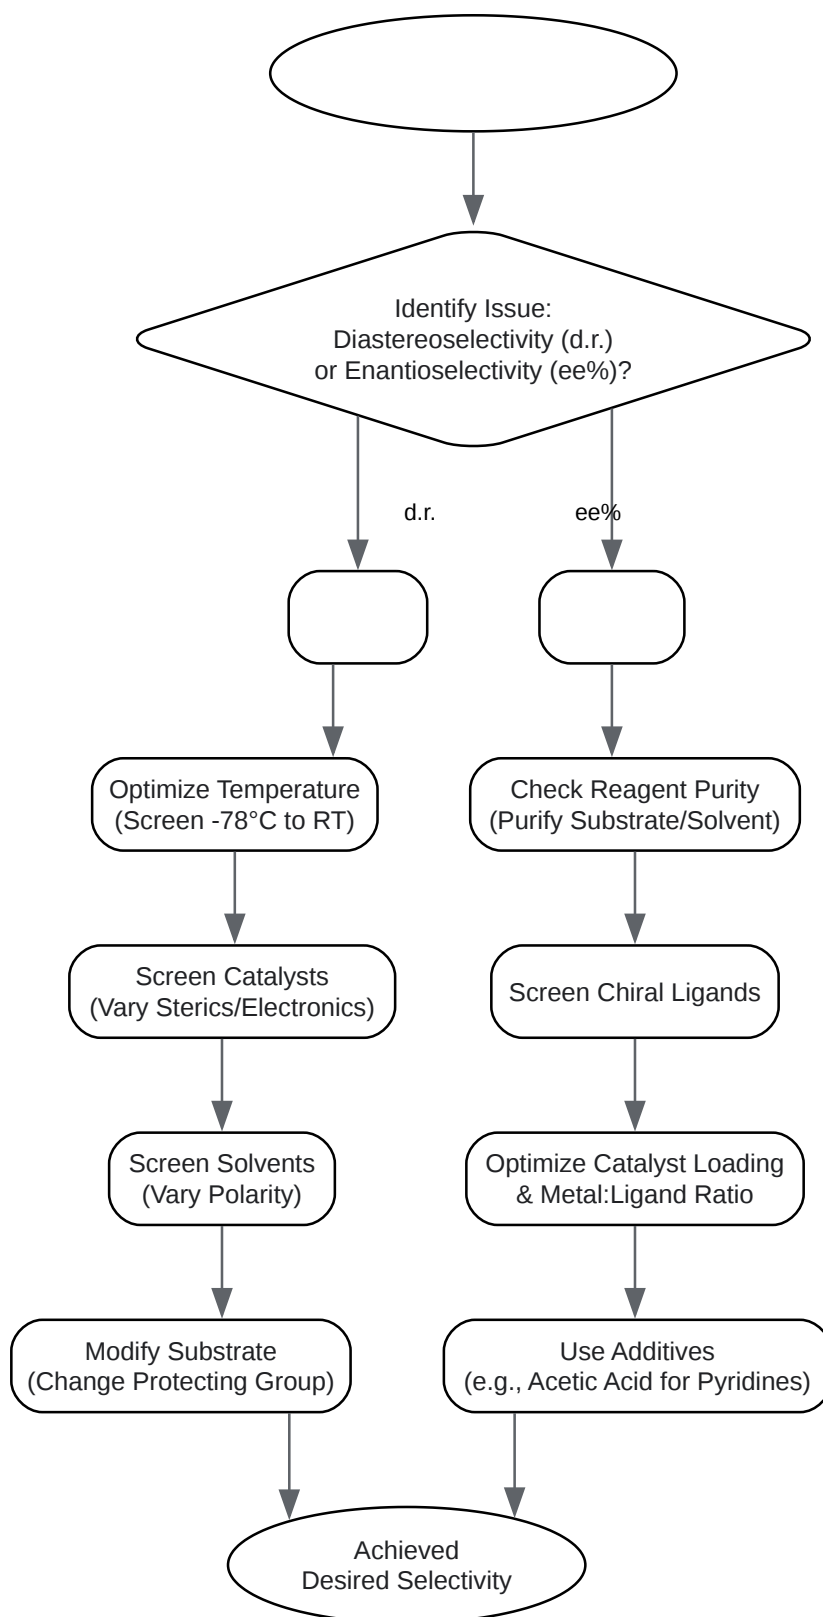 Identify Issue:
Diastereoselectivity (d.r.)
or Enantioselectivity (ee%)?
d.r.
ee%
Optimize Temperature
(Screen -78°C to RT)
Check Reagent Purity
(Purify Substrate/Solvent)
Screen Catalysts
(Vary Sterics/Electronics)
Screen Chiral Ligands
Screen Solvents
(Vary Polarity)
Optimize Catalyst Loading
& Metal:Ligand Ratio
Modify Substrate
(Change Protecting Group)
Use Additives
(e.g., Acetic Acid for Pyridines)
Achieved
Desired Selectivity